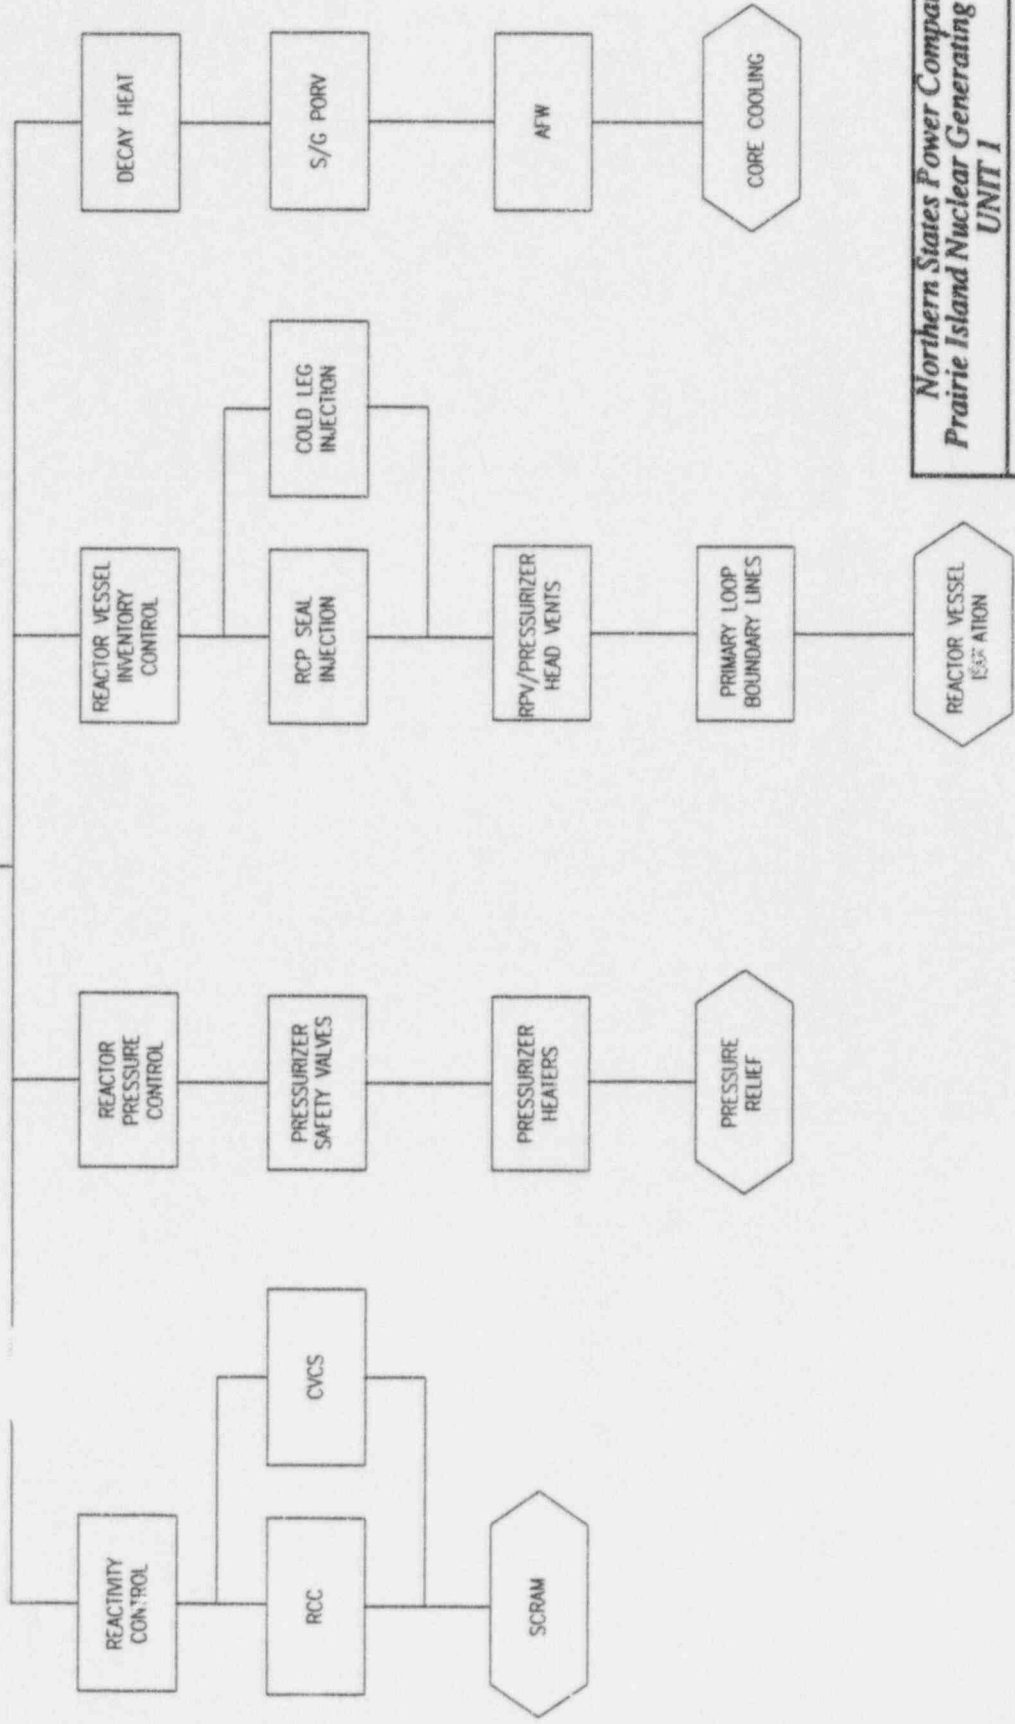 REACTIVITY
CONTROL
RCC
CVCS
SCRAM
REACTOR
PRESSURE
CONTROL
PRESSURIZER
SAFETY VALVES
PRESSURIZER
HEATERS
PRESSURE
RELIEF
REACTOR VESSEL
INVENTORY
CONTROL
RCP SEAL
INJECTION
COLD LEG
INJECTION
RPV/PRESSURIZER
HEAD VENTS
PRIMARY LOOP
BOUNDARY LINES
REACTOR VESSEL
DECAY HEAT
S/G PORV
AFW
CORE COOLING
Northern States Power
Prairie Island Nuclear Generating
UNIT 1